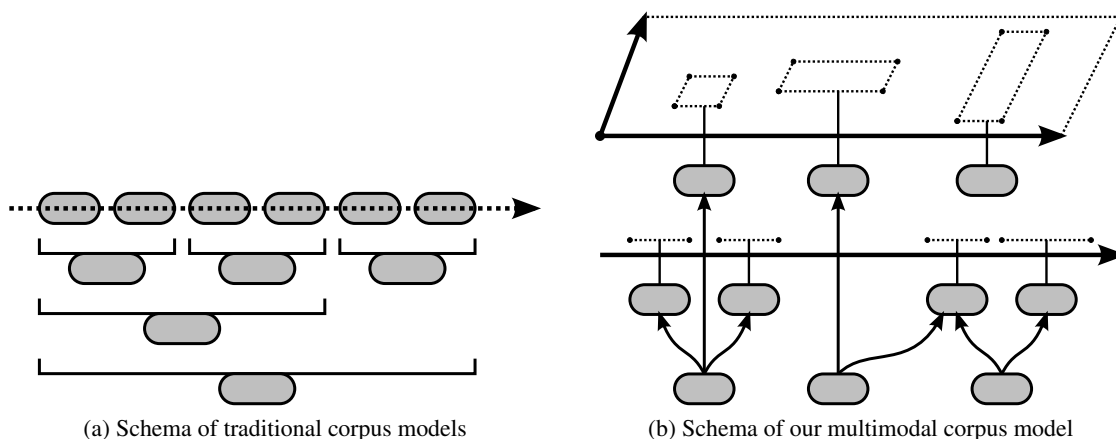 (a) Schema of traditional corpus models
(b) Schema of our multimodal corpus model